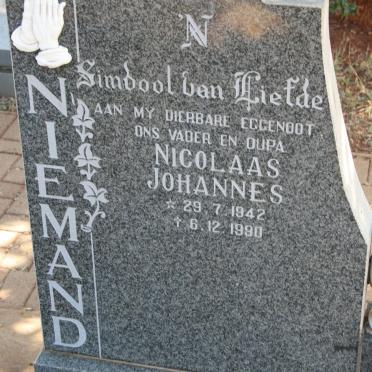 N
Simbool van Liefde
AAN MY DIERBARE EGGENOOT
ONS VADER EN OUPA
NICOLAAS
JOHANNES
☆ 29.7.1942
† 6.12.1990
NIEMAND